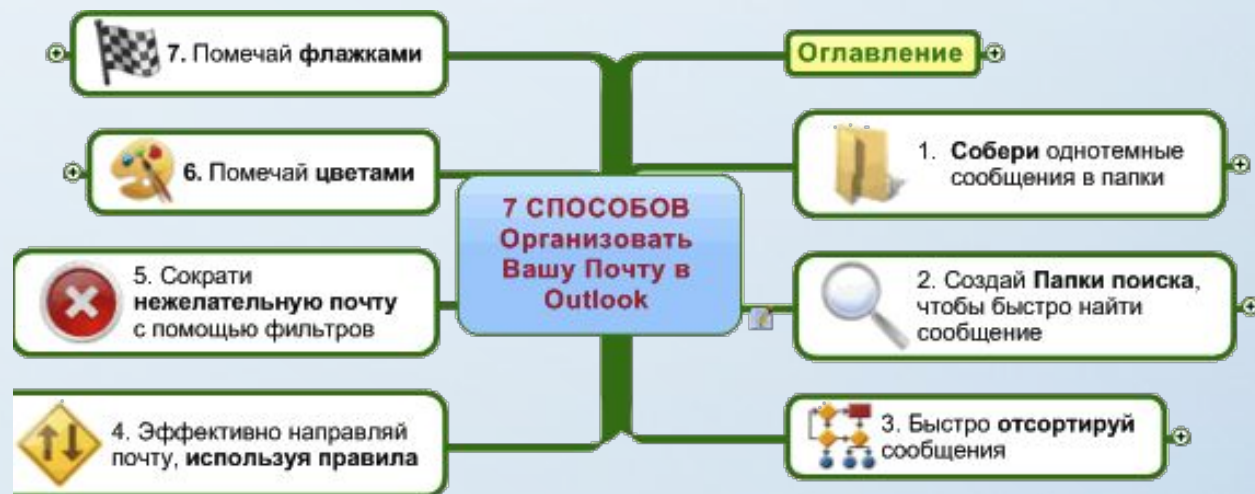 7 СПОСОБОВ
Организовать
Вашу Почту в
Outlook
Оглавление
1. Собери однотемные
сообщения в папки
2. Создай Папки поиска,
чтобы быстро найти
сообщение
3. Быстро отсортируй
сообщения
4. Эффективно направляй
почту, используя правила
5. Сократи
нежелательную почту
с помощью фильтров
6. Помечай цветами
7. Помечай флажками